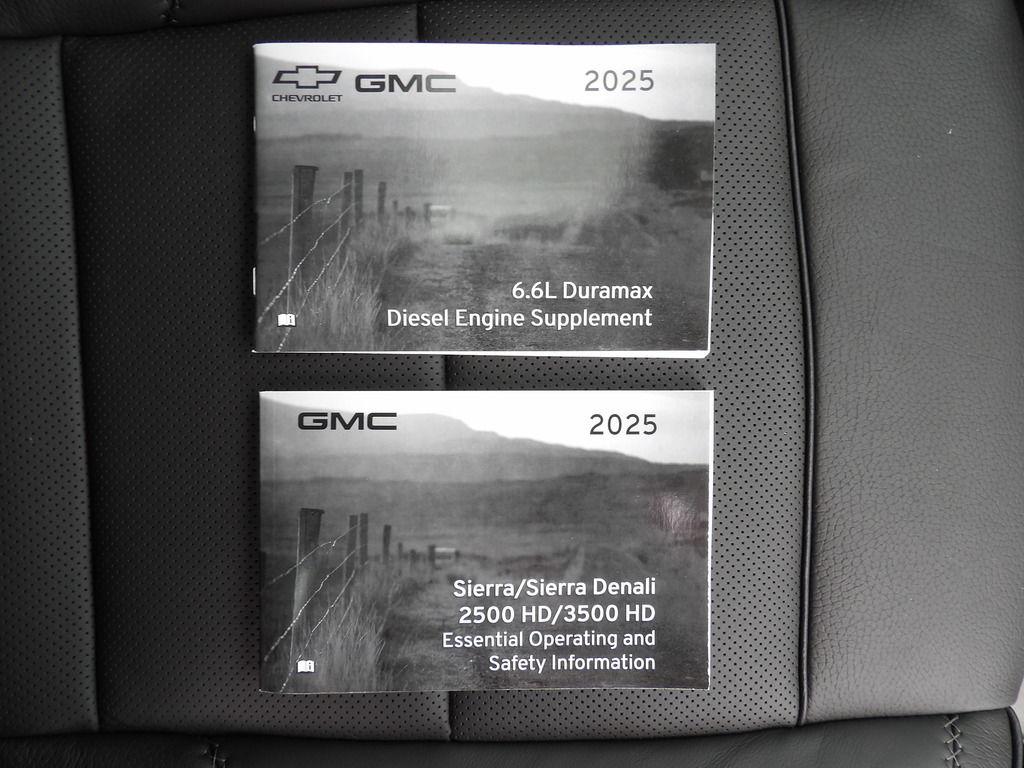 CHEVROLET GMC 2025
6.6L Duramax
Diesel Engine Supplement
GMC 2025
Sierra/Sierra Denali
2500 HD/3500 HD
Essential Operating and
Safety Information